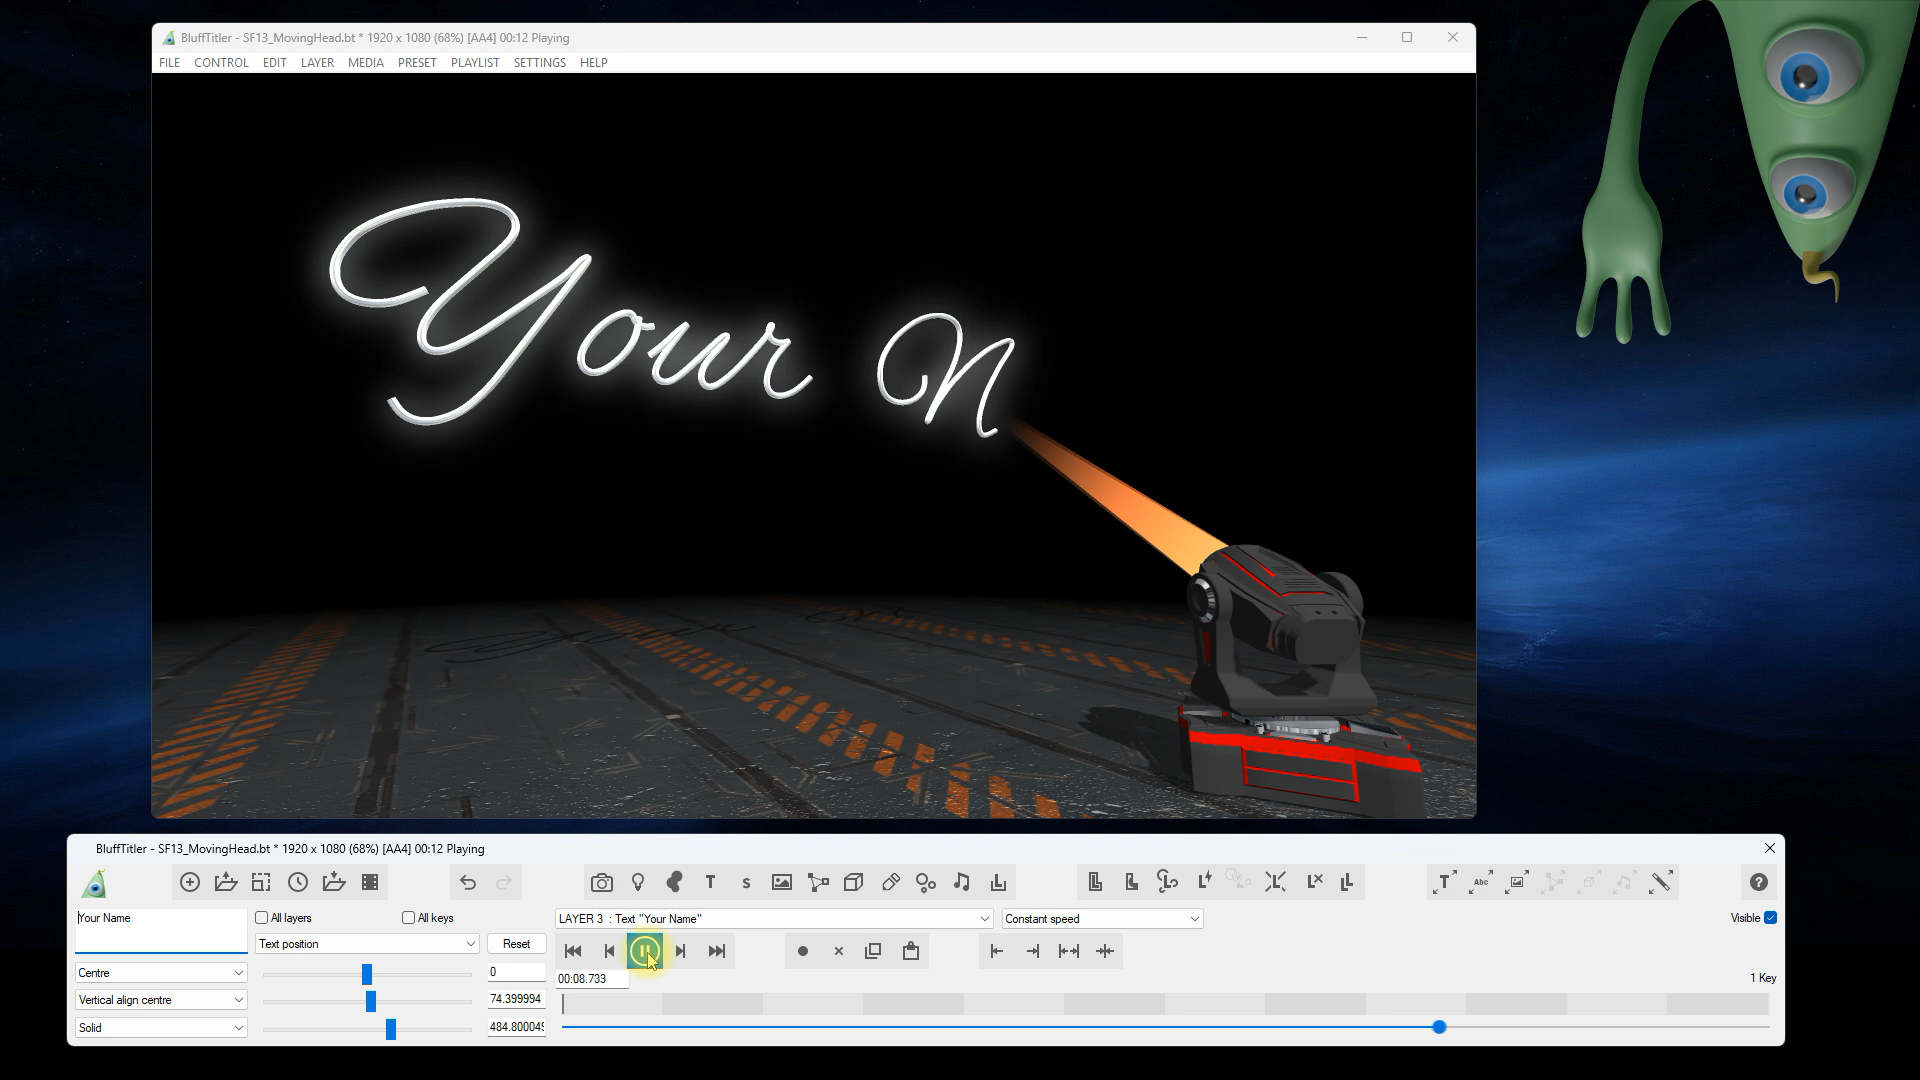 BluffTitler - SF13_MovingHead.bt * 1920 x 1080 (68%) [AA4] 00:12 Playing
FILE CONTROL EDIT LAYER MEDIA PRESET PLAYLIST SETTINGS HELP
Your N
BluffTitler - SF13_MovingHead.bt * 1920 x 1080 (68%) [AA4] 00:12 Playing
T S
Abc
Your Name
All layers All keys
LAYER 3 : Text "Your Name"
Constant speed
Visible
Text position
Reset
Centre
0
00:08.733
1 Key
Vertical align centre
74.399994
Solid
484.800049